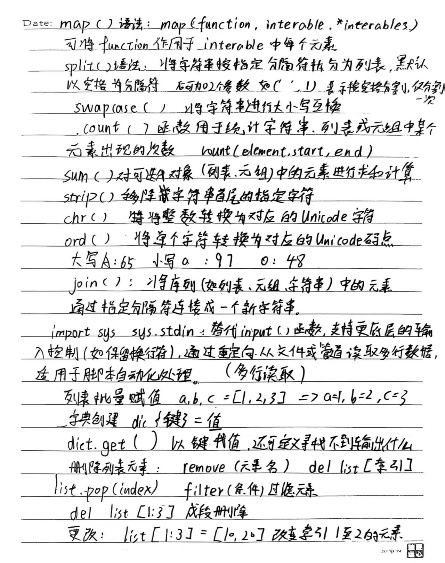 Date: map() 语法: map(function, interable, *interables)
可将 function 作用于 interable 中每个元素
split() 语法: 将字符串按指定分隔符拆分为列表, 默认
以空格为分隔符 后可加2个参数 如(' ',1) 表示按空格分割,仅分割一次
swapcase() 将字符串进行大小写互换
.count() 函数用于统计字符串、列表或元组中某个
元素出现的次数 count(element,start,end)
sum() 对可迭代对象(列表、元组)中的元素进行求和计算
strip() 移除字符串首尾的指定字符
chr() 将整数转换为对应的Unicode字符
ord() 将单个字符转换为对应的Unicode码点
大写A:65 小写a:97 0:48
join(): 将序列(如列表、元组、字符串)中的元素
通过指定分隔符连接成一个新字符串。
import sys sys.stdin: 替代input()函数,支持更底层的输
入控制(如保留换行符),通过重定向从文件或管道读取多行数据,
适用于脚本自动化处理。 (多行读取)
列表批量赋值 a,b,c =[1,2,3] => a=1,b=2,c=3
字典创建 dic {键} = 值
dict.get() 以键找值,还可定义寻找不到输出什么
删除列表元素: remove(元素名) del list[索引]
list.pop(index) filter(条件)过滤元素
del list [1:3] 成段删除
更改: list[1:3] = [10,20] 改变索引1至2的元素